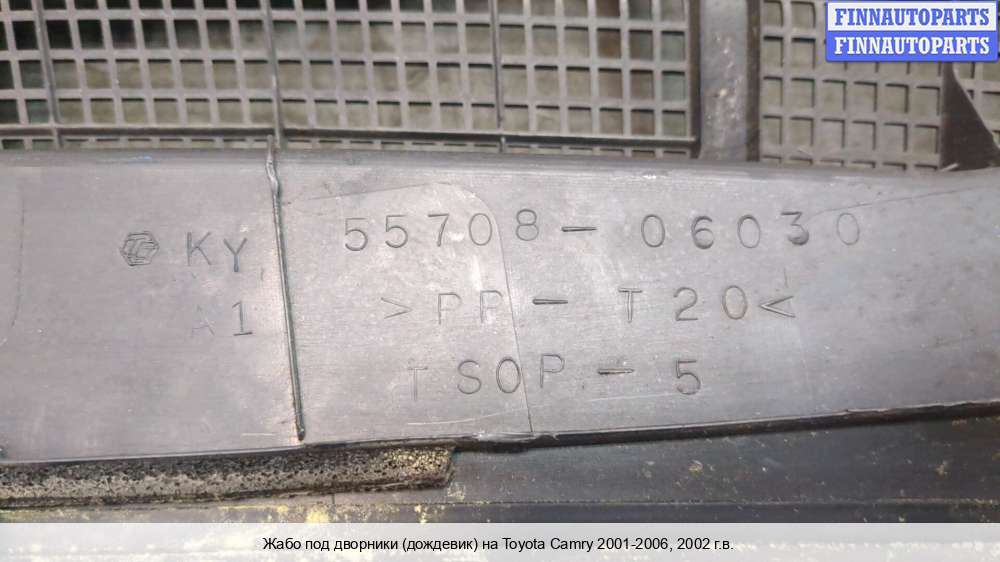 FINNAUTOPARTS
FINNAUTOPARTS
KY 55708-06030
A1 >PP-T20<
TSOP-5
Жабо под дворники (дождевик) на Toyota Camry 2001-2006, 2002 г.в.